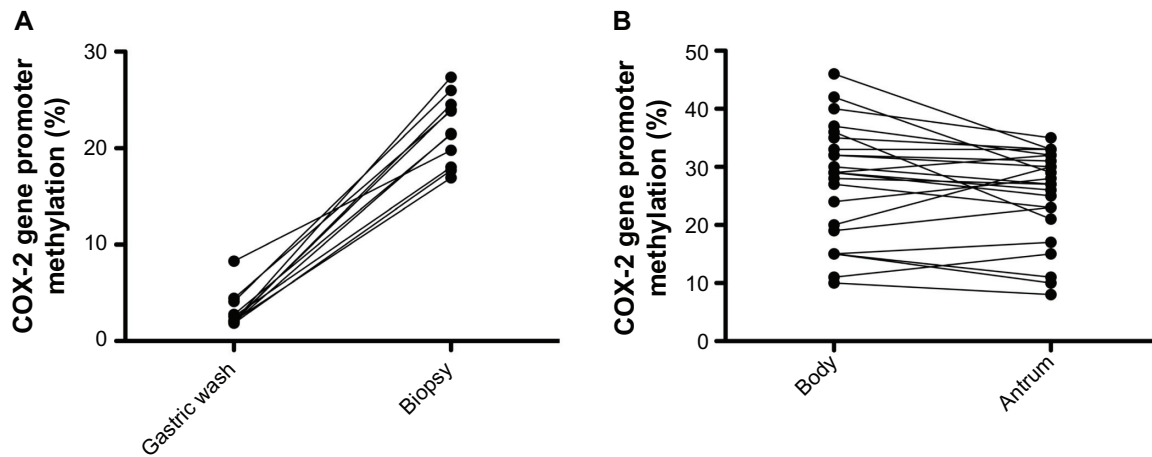 A
COX-2 gene promoter
methylation (%)
30
20
10
0
Gastric wash
Biopsy
B
COX-2 gene promoter
methylation (%)
50
40
30
20
10
0
Body
Antrum